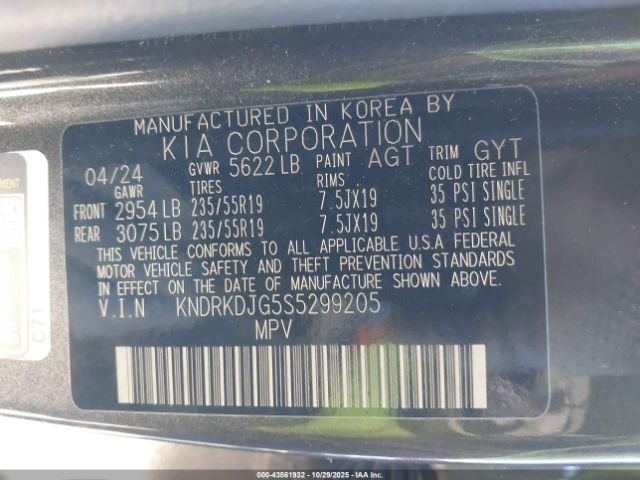 MANUFACTURED IN KOREA BY
KIA CORPORATION
04/24 GVWR 5622 LB PAINT AGT TRIM GYT
GAWR TIRES RIMS COLD TIRE INFL
FRONT 2954 LB 235/55R19 7.5JX19 35 PSI SINGLE
REAR 3075 LB 235/55R19 7.5JX19 35 PSI SINGLE
THIS VEHICLE CONFORMS TO ALL APPLICABLE U.S.A FEDERAL
MOTOR VEHICLE SAFETY AND THEFT PREVENTION STANDARDS
IN EFFECT ON THE DATE OF MANUFACTURE SHOWN ABOVE.
V.I.N KNDRKDJG5S5299205
MPV
C71
000-43561932 - 10/29/2025 - IAA Inc.